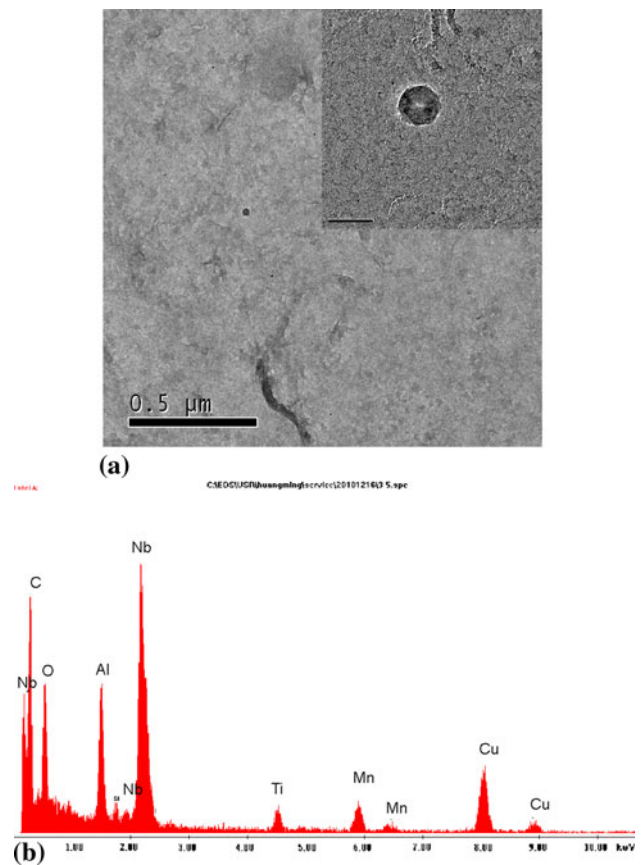 0.5 μm
(a)
C:\EDS\USR\huangming\service\20101216\3 5.spc
Nb
C
O
Nb
Al
Nb
Ti
Mn
Mn
Cu
Cu
1.00 2.00 3.00 4.00 5.00 6.00 7.00 8.00 9.00 10.00 keV
(b)